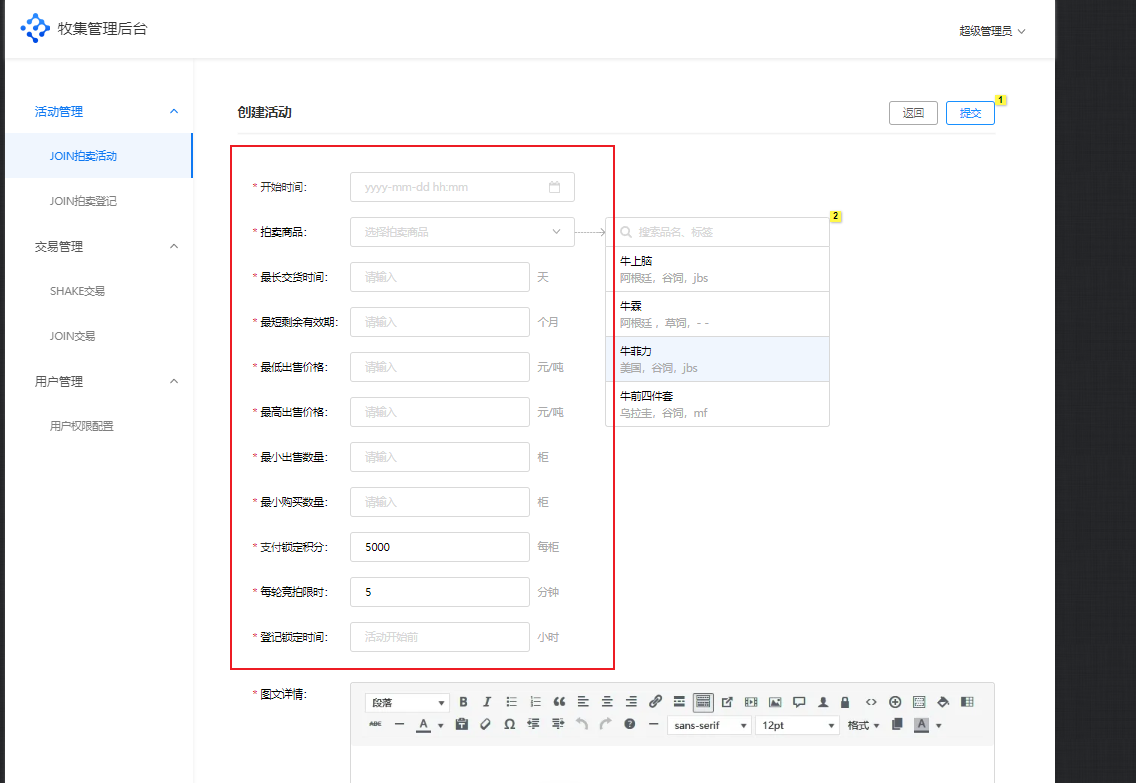 牧集管理后台
超级管理员
活动管理
JOIN拍卖活动
JOIN拍卖登记
交易管理
SHAKE交易
JOIN交易
用户管理
用户权限配置
创建活动
返回
提交
1
* 开始时间:
yyyy-mm-dd hh:mm
* 拍卖商品:
选择拍卖商品
2
搜索品名、标签
牛上脑
阿根廷，谷饲，jbs
牛霖
阿根廷 ，草饲，- -
牛菲力
美国，谷饲，jbs
牛前四件套
乌拉圭，谷饲，mf
* 最长交货时间:
请输入
天
* 最短剩余有效期:
请输入
个月
* 最低出售价格:
请输入
元/吨
* 最高出售价格:
请输入
元/吨
* 最小出售数量:
请输入
柜
* 最小购买数量:
请输入
柜
* 支付锁定积分:
5000
每柜
* 每轮竞拍限时:
5
分钟
* 登记锁定时间:
活动开始前
小时
* 图文详情:
段落
B I
ABC
A
sans-serif
12pt
格式
A